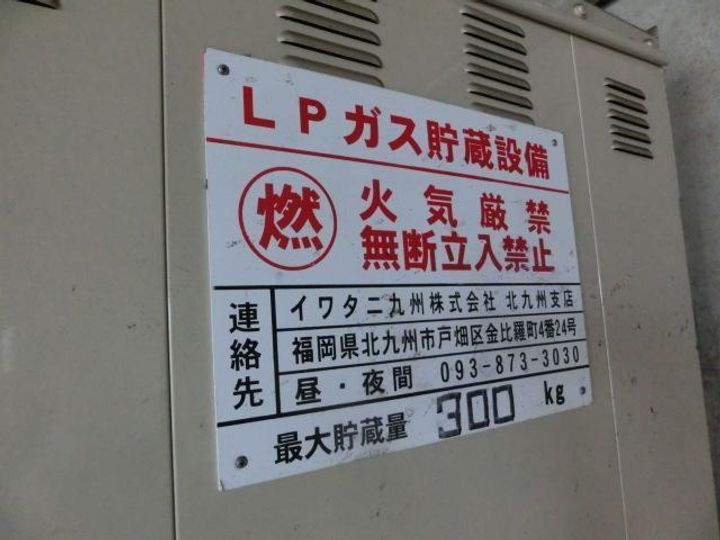 LPガス貯蔵設備
燃
火気厳禁
無断立入禁止
連絡先
イワタニ九州株式会社 北九州支店
福岡県北九州市戸畑区金比羅町4番24号
昼・夜間 093-873-3030
最大貯蔵量 300 kg